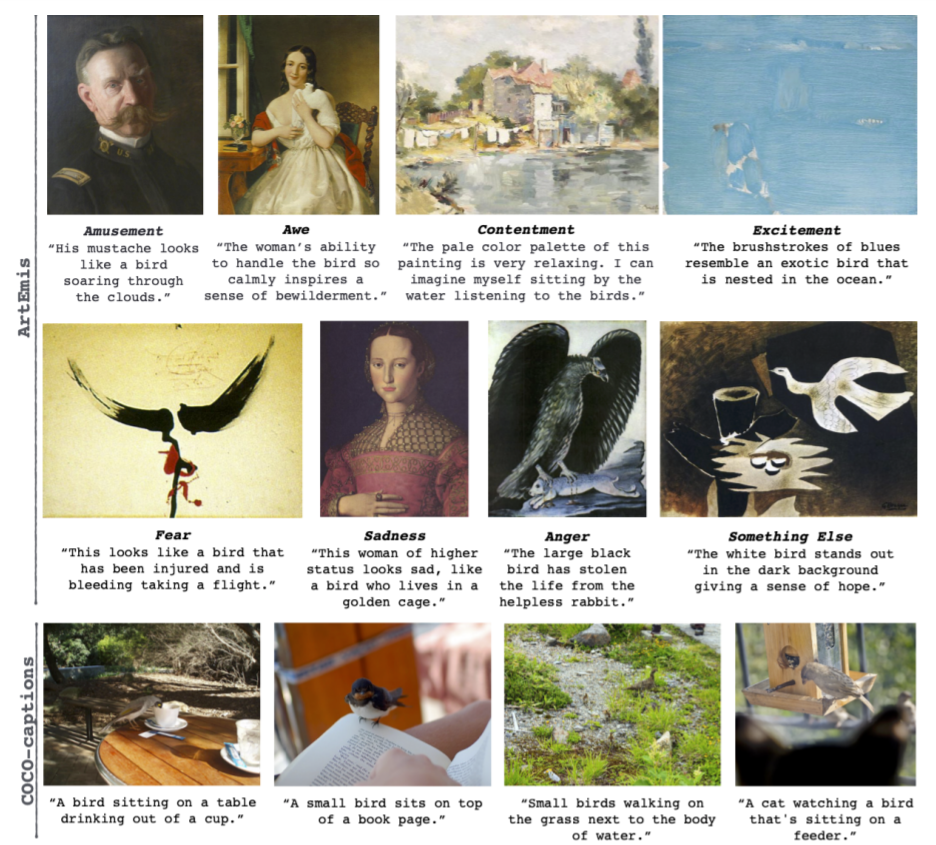 ArtEmis
Amusement
“His mustache looks
like a bird
soaring through
the clouds.”
Awe
“The woman’s ability
to handle the bird so
calmly inspires a
sense of bewilderment.”
Contentment
“The pale color palette of this
painting is very relaxing. I can
imagine myself sitting by the
water listening to the birds.”
Excitement
“The brushstrokes of blues
resemble an exotic bird that
is nested in the ocean.”
Fear
“This looks like a bird that
has been injured and is
bleeding taking a flight.”
Sadness
“This woman of higher
status looks sad, like
a bird who lives in a
golden cage.”
Anger
“The large black
bird has stolen
the life from the
helpless rabbit.”
Something Else
“The white bird stands out
in the dark background
giving a sense of hope.”
COCO-captions
“A bird sitting on a table
drinking out of a cup.”
“A small bird sits on top
of a book page.”
“Small birds walking on
the grass next to the body
of water.”
“A cat watching a bird
that's sitting on a
feeder.”